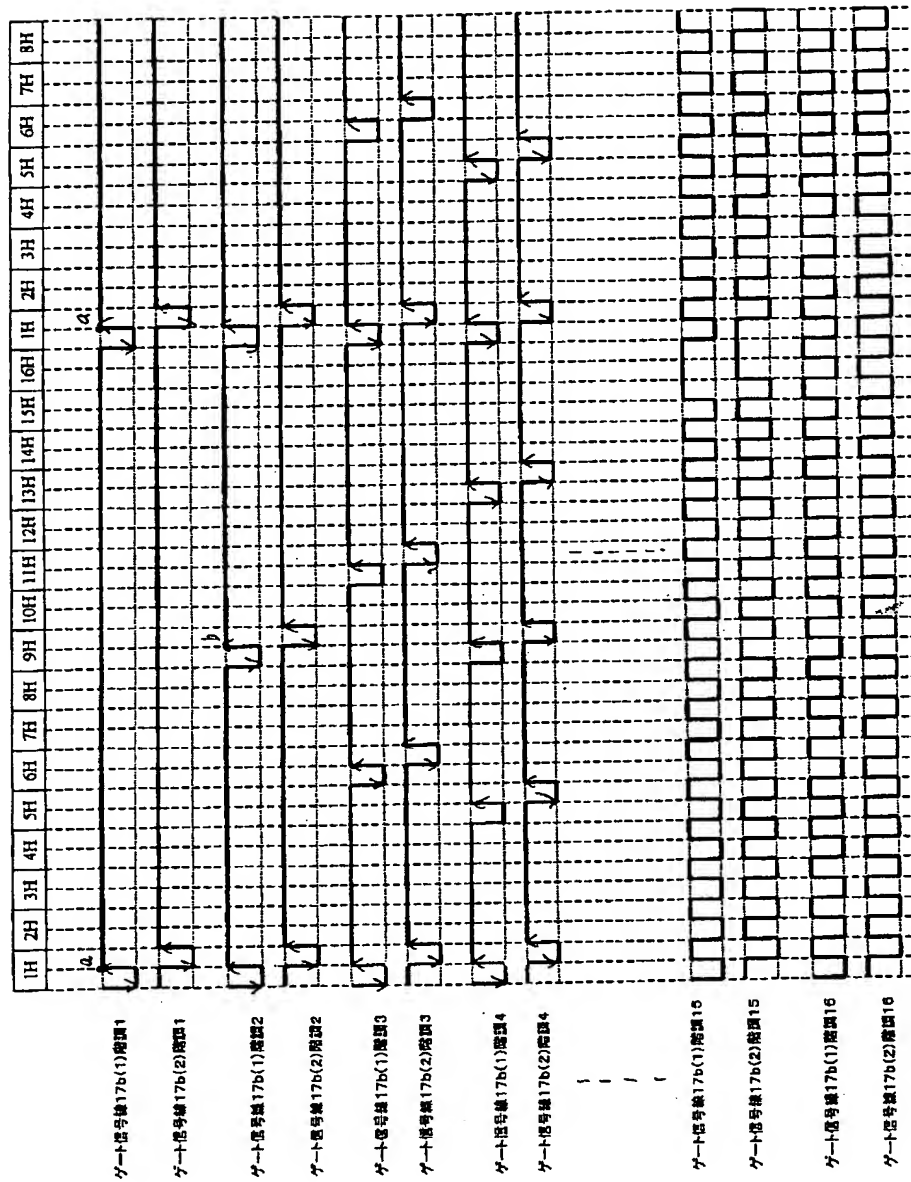 1H 2H 3H 4H 5H 6H 7H 8H 9H 10H 11H 12H 13H 14H 15H 16H 1H 2H 3H 4H 5H 6H 7H 8H
a
a
b
ゲート信号線17b(1)階調1
ゲート信号線17b(2)階調1
ゲート信号線17b(1)階調2
ゲート信号線17b(2)階調2
ゲート信号線17b(1)階調3
ゲート信号線17b(2)階調3
ゲート信号線17b(1)階調4
ゲート信号線17b(2)階調4
ゲート信号線17b(1)階調15
ゲート信号線17b(2)階調15
ゲート信号線17b(1)階調16
ゲート信号線17b(2)階調16